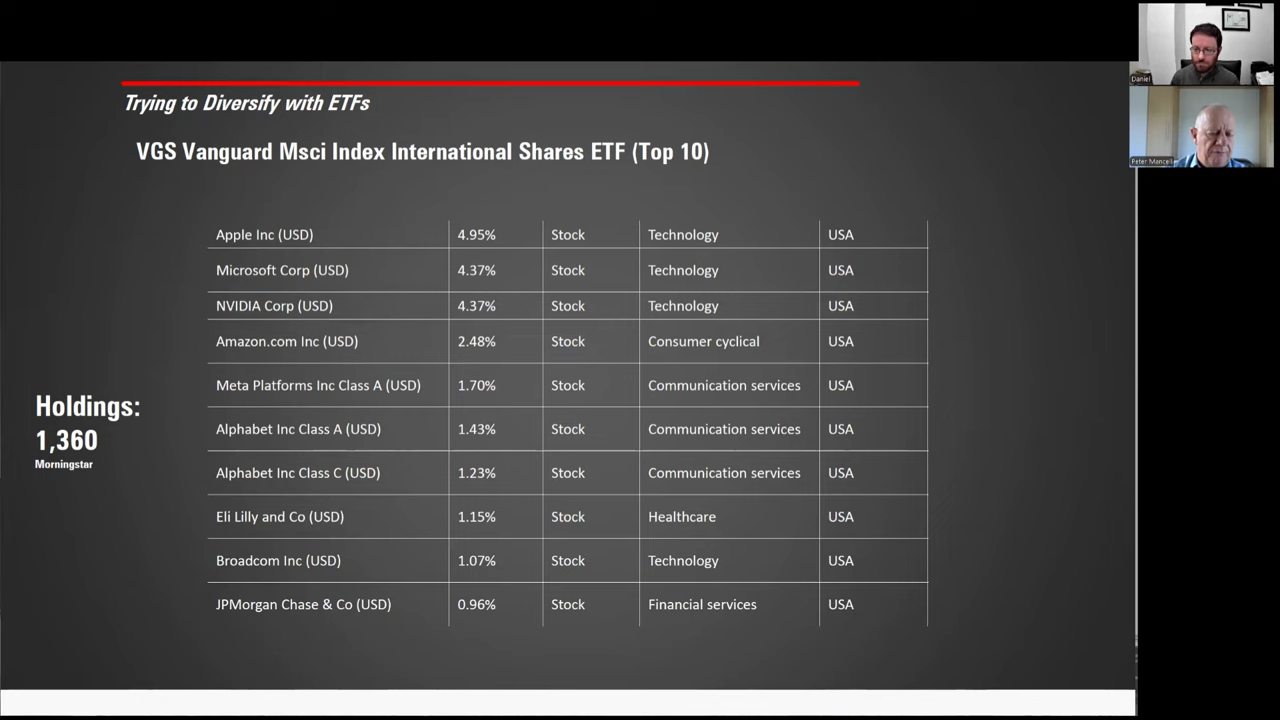 Trying to Diversify with ETFs
VGS Vanguard Msci Index International Shares ETF (Top 10)
Apple Inc (USD) 4.95% Stock Technology USA
Microsoft Corp (USD) 4.37% Stock Technology USA
NVIDIA Corp (USD) 4.37% Stock Technology USA
Amazon.com Inc (USD) 2.48% Stock Consumer cyclical USA
Meta Platforms Inc Class A (USD) 1.70% Stock Communication services USA
Alphabet Inc Class A (USD) 1.43% Stock Communication services USA
Alphabet Inc Class C (USD) 1.23% Stock Communication services USA
Eli Lilly and Co (USD) 1.15% Stock Healthcare USA
Broadcom Inc (USD) 1.07% Stock Technology USA
JPMorgan Chase & Co (USD) 0.96% Stock Financial services USA
Holdings:
1,360
Morningstar
Daniel
Peter Mancell